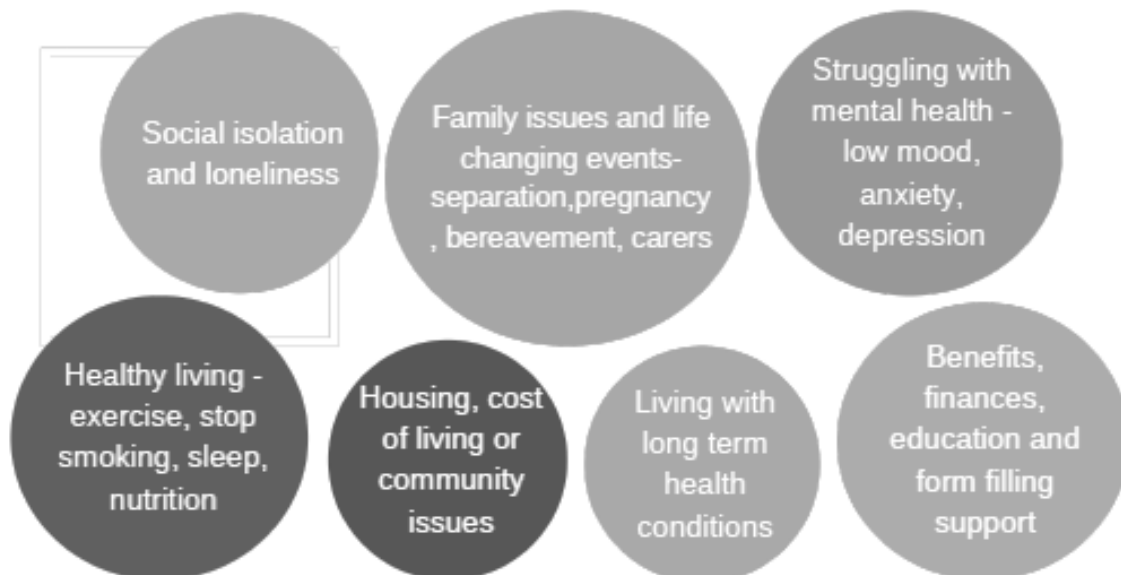 Social isolation
and loneliness
Family issues and life
changing events-
separation,pregnancy
, bereavement, carers
Struggling with
mental health -
low mood,
anxiety,
depression
Healthy living -
exercise, stop
smoking, sleep,
nutrition
Housing, cost
of living or
community
issues
Living with
long term
health
conditions
Benefits,
finances,
education and
form filling
support